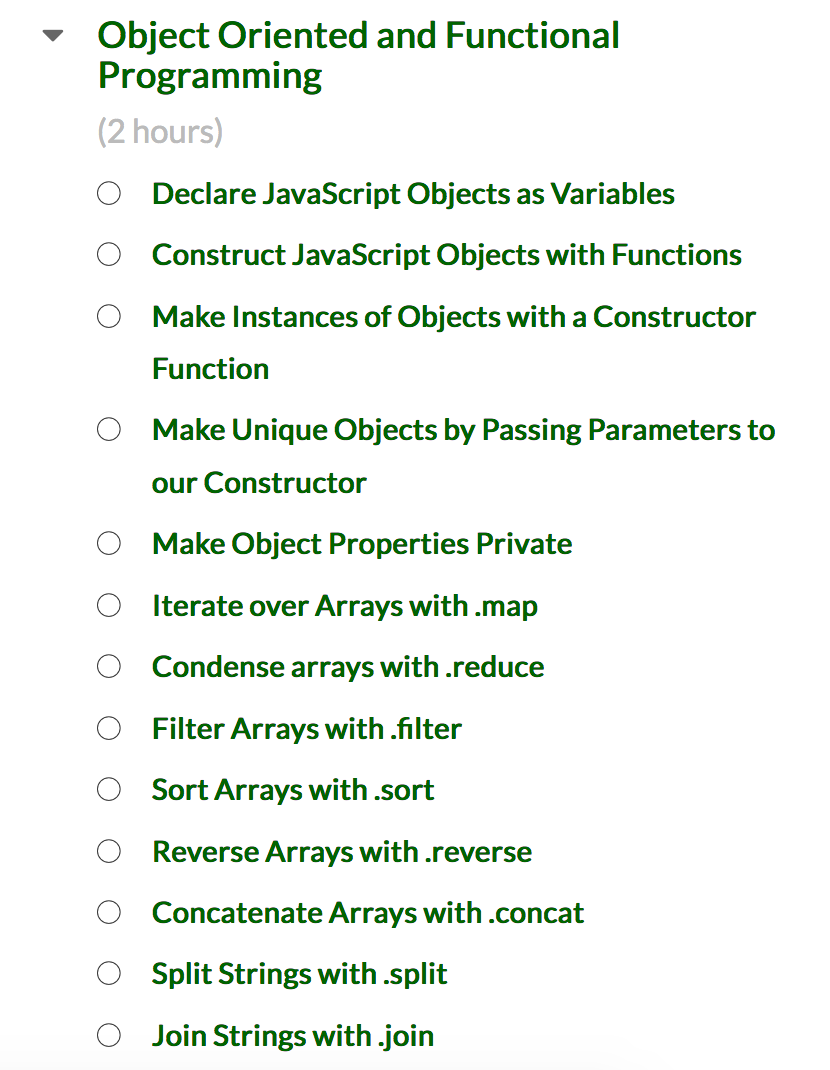 Object Oriented and Functional
Programming
(2 hours)
Declare JavaScript Objects as Variables
Construct JavaScript Objects with Functions
Make Instances of Objects with a Constructor
Function
Make Unique Objects by Passing Parameters to
our Constructor
Make Object Properties Private
Iterate over Arrays with .map
Condense arrays with .reduce
Filter Arrays with .filter
Sort Arrays with .sort
Reverse Arrays with .reverse
Concatenate Arrays with .concat
Split Strings with .split
Join Strings with .join